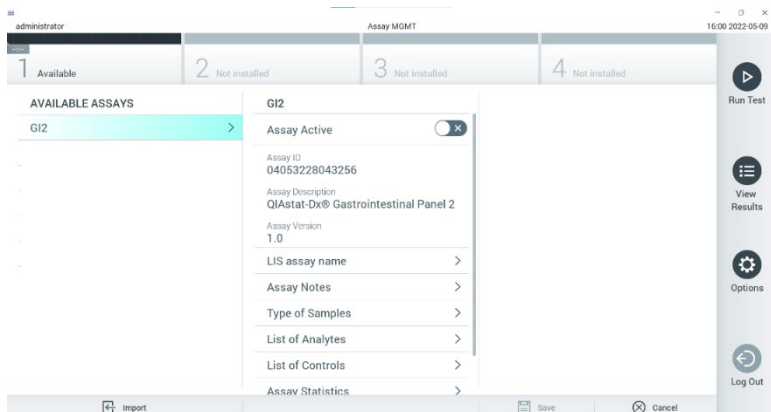 administrator
Assay MGMT
16:00 2022-05-09
1 Available
2 Not installed
3 Not installed
4 Not installed
AVAILABLE ASSAYS
GI2
GI2
Assay Active
Assay ID
04053228043256
Assay Description
QIAstat-Dx® Gastrointestinal Panel 2
Assay Version
1.0
LIS assay name
Assay Notes
Type of Samples
List of Analytes
List of Controls
Assay Statistics
Run Test
View
Results
Options
Log Out
Import
Save
Cancel